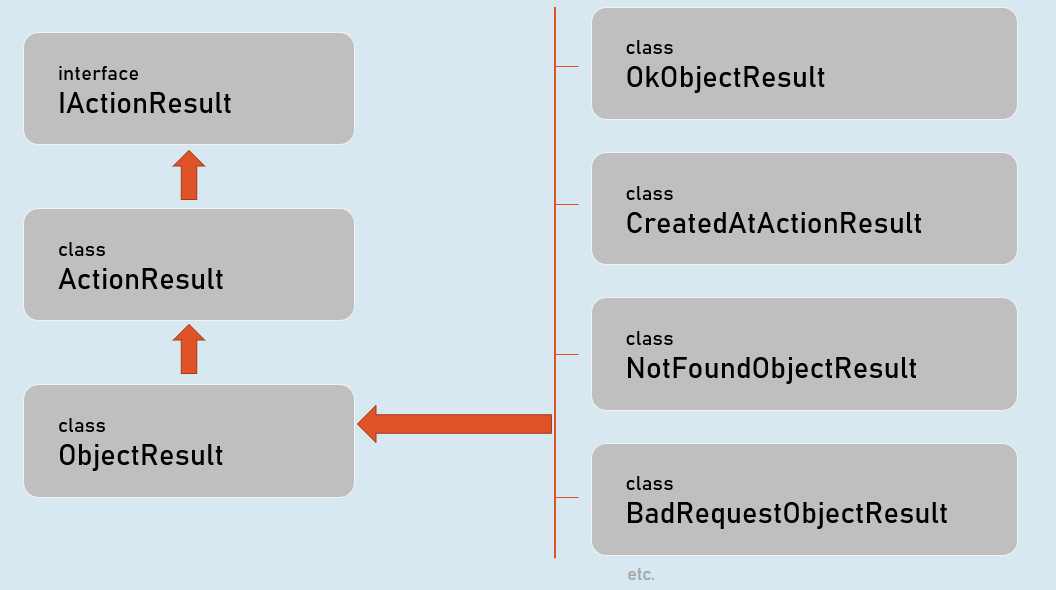 interface
IActionResult
class
ActionResult
class
ObjectResult
class
OkObjectResult
class
CreatedAtActionResult
class
NotFoundObjectResult
class
BadRequestObjectResult
etc.